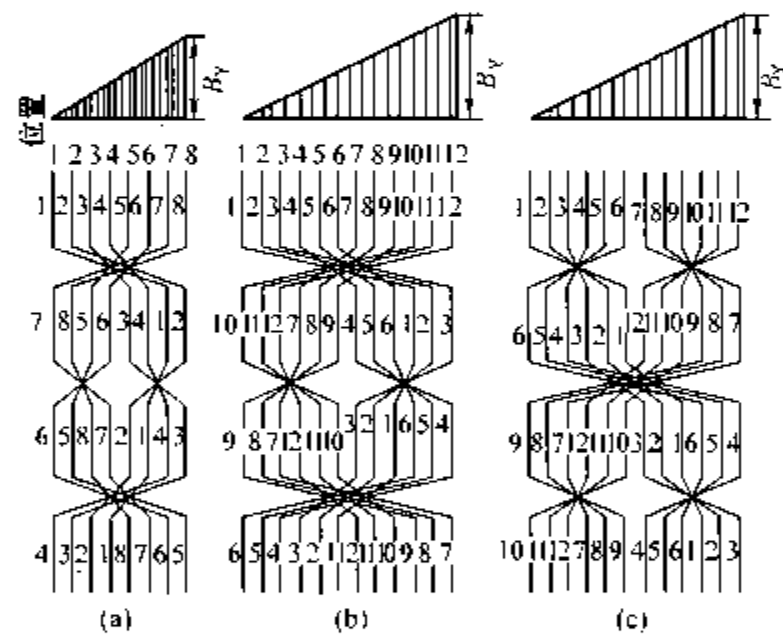 B_Y
B_Y
B_Y
位置
1 2 3 4 5 6 7 8
1 2 3 4 5 6 7 8 9 10 11 12
1 2 3 4 5 6 7 8
1 2 3 4 5 6 7 8 9 10 11 12
1 2 3 4 5 6 7 8 9 10 11 12
7 8 5 6 3 4 1 2
10 11 12 7 8 9 4 5 6 1 2 3
6 5 4 3 2 1 12 11 10 9 8 7
6 5 8 7 2 1 4 3
9 8 7 12 11 10 3 2 1 6 5 4
9 8 7 12 11 10 3 2 1 6 5 4
4 3 2 1 8 7 6 5
6 5 4 3 2 1 12 11 10 9 8 7
10 11 12 7 8 9 4 5 6 1 2 3
(a)
(b)
(c)